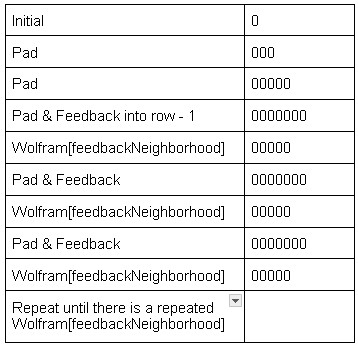 Initial 0
Pad 000
Pad 00000
Pad & Feedback into row - 1 0000000
Wolfram[feedbackNeighborhood] 00000
Pad & Feedback 0000000
Wolfram[feedbackNeighborhood] 00000
Pad & Feedback 0000000
Wolfram[feedbackNeighborhood] 00000
Repeat until there is a repeated
Wolfram[feedbackNeighborhood]